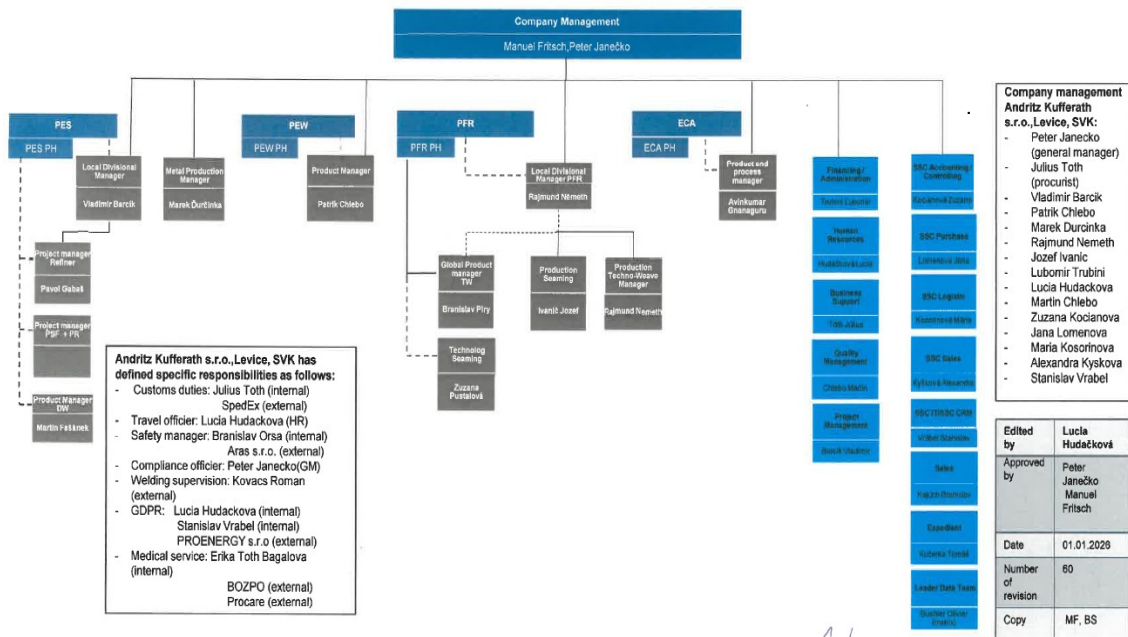 Company Management
Manuel Fritsch,Peter Janečko
PES
PES PH
Local Divisional
Manager
Vladimir Barcik
Metal Production
Manager
Marek Ďurčinka
PEW
PEW PH
Product Manager
Patrik Chlebo
PFR
PFR PH
Local Divisional
Manager PFR
Rajmund Németh
ECA
ECA PH
Product and
process manager
Avinkumar
Gnanaguru
Project manager
Refiner
Pavol Gabaš
Project manager
PSF + PR
Product Manager
DW
Martin Fašánek
Global Product
manager
TW
Branislav Piry
Production
Seaming
Ivanič Jozef
Production
Techno-Weave
Manager
Rajmund Nemeth
Technolog
Seaming
Zuzana
Pustalová
Financing /
Administration
Human
Resources
Hudáčková Lucia
Business
Support
Tóth Július
Quality
Management
Chlebo Martin
Project
Management
Barcik Vladimir
SSC Accounting /
Controlling
Kocianová Zuzana
SSC Purchase
Lomenova Jana
SSC Logistic
SSC Sales
Kyšková Alexandra
SSC IT/SSC CRM
Vrábel Stanislav
Sales
Expedient
Leader Data Team
Andritz Kufferath s.r.o.,Levice, SVK has
defined specific responsibilities as follows:
- Customs duties: Julius Toth (internal)
SpedEx (external)
- Travel officier: Lucia Hudackova (HR)
- Safety manager: Branislav Orsa (internal)
Aras s.r.o. (external)
- Compliance officier: Peter Janecko(GM)
- Welding supervision: Kovacs Roman
(external)
- GDPR: Lucia Hudackova (internal)
Stanislav Vrabel (internal)
PROENERGY s.r.o (external)
- Medical service: Erika Toth Bagalova
(internal)
BOZPO (external)
Procare (external)
Company management
Andritz Kufferath
s.r.o.,Levice, SVK:
- Peter Janecko
(general manager)
- Julius Toth
(procurist)
- Vladimir Barcik
- Patrik Chlebo
- Marek Durcinka
- Rajmund Nemeth
- Jozef Ivanic
- Lubomir Trubini
- Lucia Hudackova
- Martin Chlebo
- Zuzana Kocianova
- Jana Lomenova
- Maria Kosorinova
- Alexandra Kyskova
- Stanislav Vrabel
Edited by Lucia Hudačková
Approved by Peter Janečko Manuel Fritsch
Date 01.01.2026
Number of revision 60
Copy MF, BS